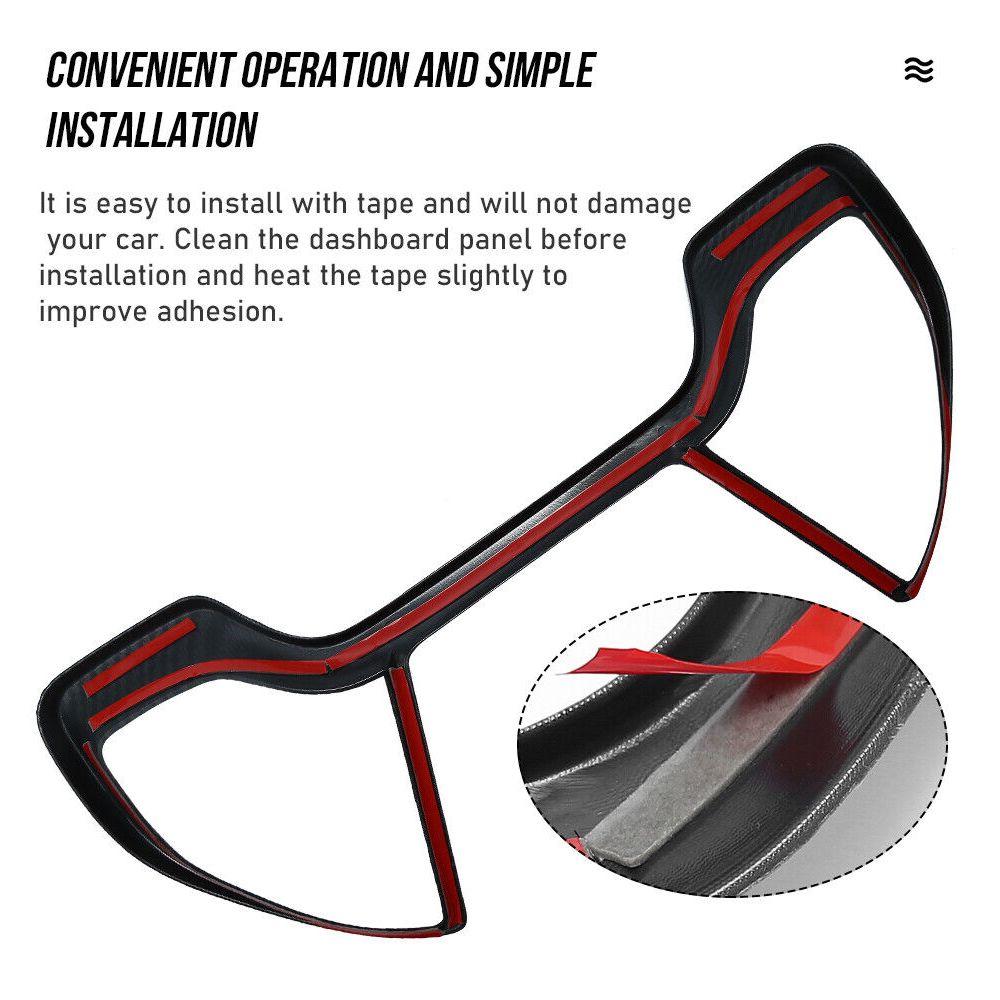 CONVENIENT OPERATION AND SIMPLE
INSTALLATION
It is easy to install with tape and will not damage
your car. Clean the dashboard panel before
installation and heat the tape slightly to
improve adhesion.